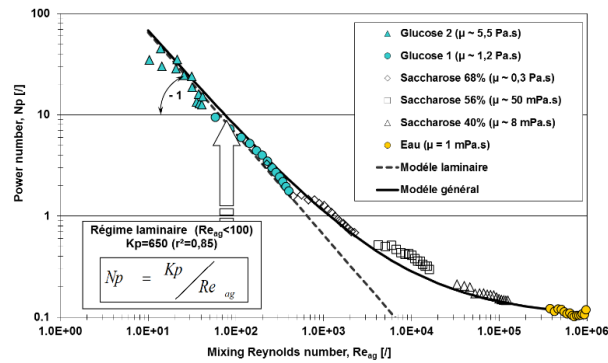 Power number, Np [/]
100
10
1
0.1
1.0E+00
1.0E+01
1.0E+02
1.0E+03
1.0E+04
1.0E+05
1.0E+06
Mixing Reynolds number, Re_ag [/]
- 1
Régime laminaire (Re_ag<100)
Kp=650 (r²=0,85)
Np = Kp / Re_ag
Glucose 2 (μ ~ 5,5 Pa.s)
Glucose 1 (μ ~ 1,2 Pa.s)
Saccharose 68% (μ ~ 0,3 Pa.s)
Saccharose 56% (μ ~ 50 mPa.s)
Saccharose 40% (μ ~ 8 mPa.s)
Eau (μ = 1 mPa.s)
Modéle laminaire
Modéle général